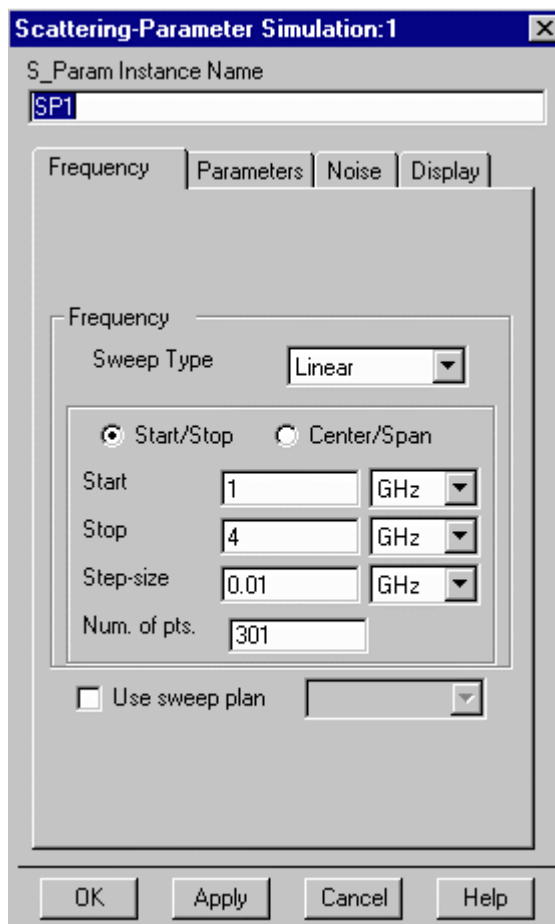 Scattering-Parameter Simulation:1
S_Param Instance Name
SP1
Frequency Parameters Noise Display
Frequency
Sweep Type Linear
Start/Stop Center/Span
Start 1 GHz
Stop 4 GHz
Step-size 0.01 GHz
Num. of pts. 301
Use sweep plan
OK Apply Cancel Help